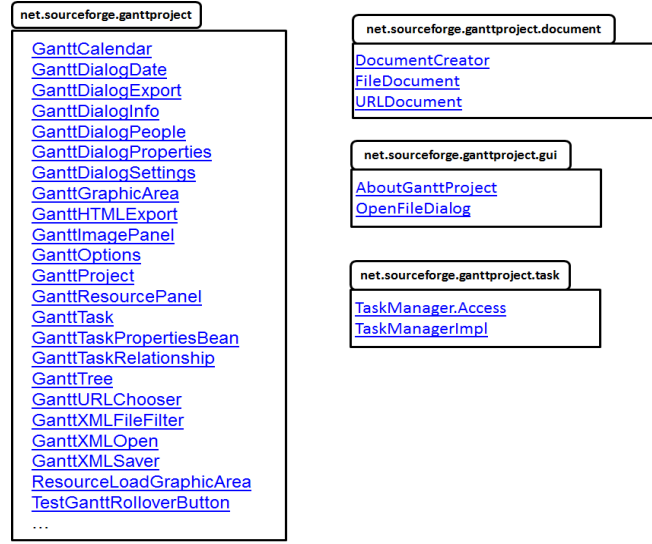 net.sourceforge.ganttproject
GanttCalendar
GanttDialogDate
GanttDialogExport
GanttDialogInfo
GanttDialogPeople
GanttDialogProperties
GanttDialogSettings
GanttGraphicArea
GanttHTMLExport
GanttImagePanel
GanttOptions
GanttProject
GanttResourcePanel
GanttTask
GanttTaskPropertiesBean
GanttTaskRelationship
GanttTree
GanttURLChooser
GanttXMLFileFilter
GanttXMLOpen
GanttXMLSaver
ResourceLoadGraphicArea
TestGanttRolloverButton
...
net.sourceforge.ganttproject.document
DocumentCreator
FileDocument
URLDocument
net.sourceforge.ganttproject.gui
AboutGanttProject
OpenFileDialog
net.sourceforge.ganttproject.task
TaskManager.Access
TaskManagerImpl